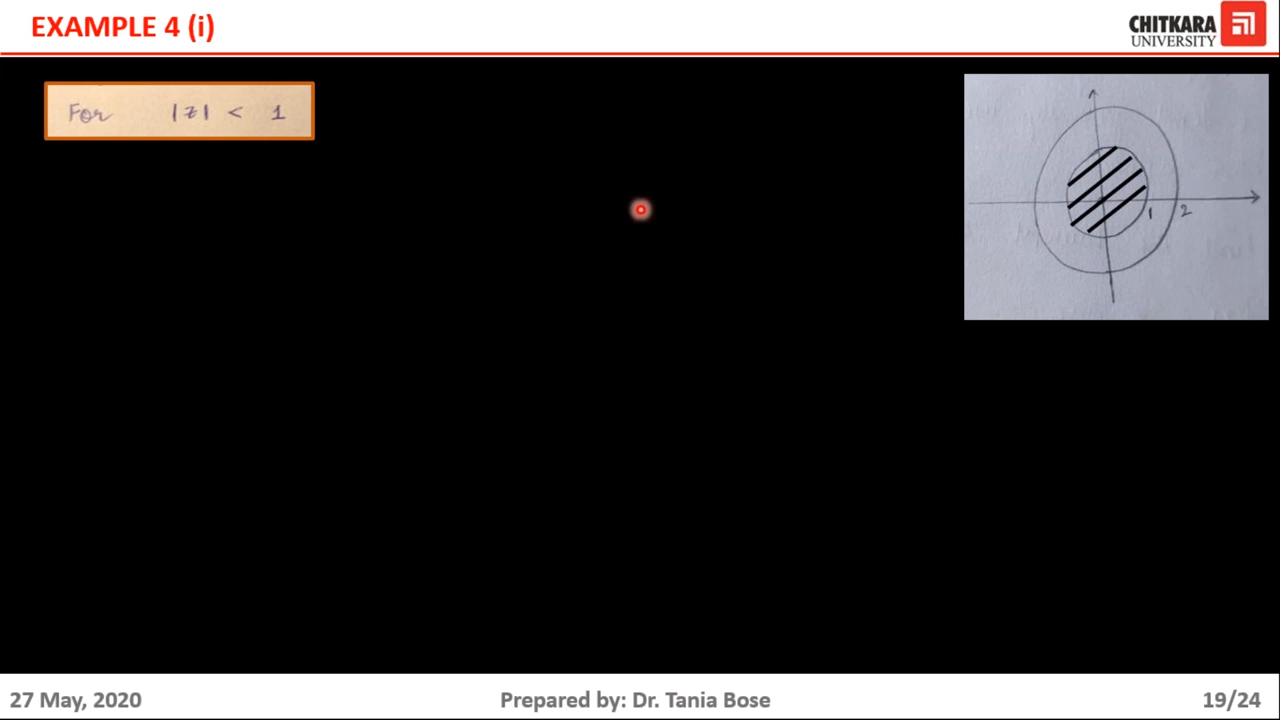 EXAMPLE 4 (i)
CHITKARA
UNIVERSITY
For |z| < 1
1 2
27 May, 2020 Prepared by: Dr. Tania Bose 19/24